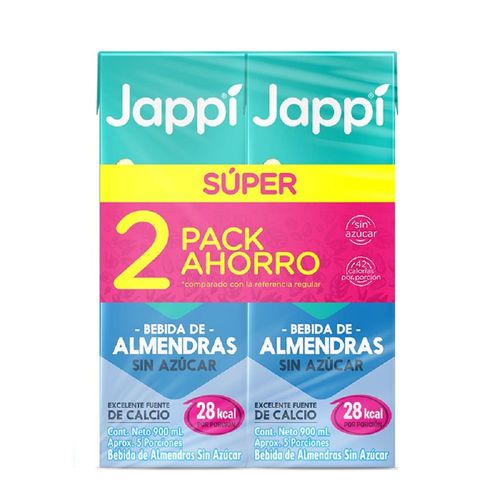 Jappi Jappi
SÚPER
2 PACK
AHORRO
*comparado con la referencia regular
sin
azúcar
42
calorías
por porción
- BEBIDA DE -
ALMENDRAS
SIN AZÚCAR
EXCELENTE FUENTE
DE CALCIO
28 kcal
POR PORCIÓN
Cont. Neto 900 mL
Aprox. 5 Porciones
Bebida de Almendras Sin Azúcar
- BEBIDA DE -
ALMENDRAS
SIN AZÚCAR
EXCELENTE FUENTE
DE CALCIO
28 kcal
POR PORCIÓN
Cont. Neto 900 mL
Aprox. 5 Porciones
Bebida de Almendras Sin Azúcar